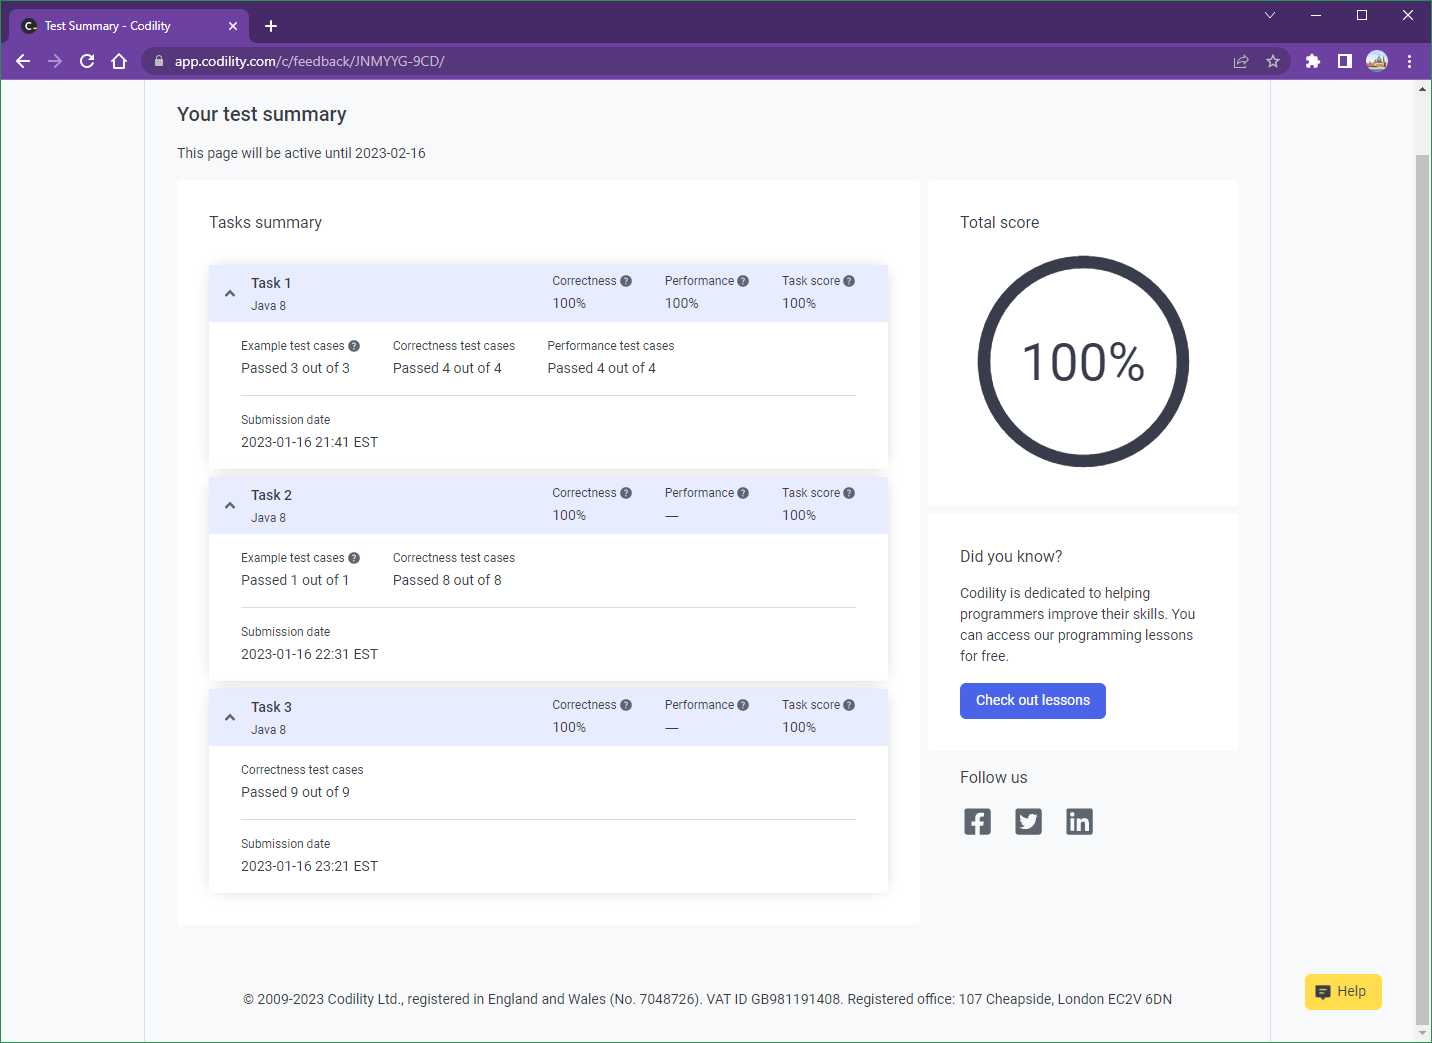 Test Summary - Codility
app.codility.com/c/feedback/JNMYYG-9CD/
Your test summary
This page will be active until 2023-02-16
Tasks summary
Task 1
Java 8
Correctness ?
100%
Performance ?
100%
Task score ?
100%
Example test cases ?
Passed 3 out of 3
Correctness test cases
Passed 4 out of 4
Performance test cases
Passed 4 out of 4
Submission date
2023-01-16 21:41 EST
Task 2
Java 8
Correctness ?
100%
Performance ?
—
Task score ?
100%
Example test cases ?
Passed 1 out of 1
Correctness test cases
Passed 8 out of 8
Submission date
2023-01-16 22:31 EST
Task 3
Java 8
Correctness ?
100%
Performance ?
—
Task score ?
100%
Correctness test cases
Passed 9 out of 9
Submission date
2023-01-16 23:21 EST
Total score
100%
Did you know?
Codility is dedicated to helping
programmers improve their skills. You
can access our programming lessons
for free.
Check out lessons
Follow us
© 2009-2023 Codility Ltd., registered in England and Wales (No. 7048726). VAT ID GB981191408. Registered office: 107 Cheapside, London EC2V 6DN
Help